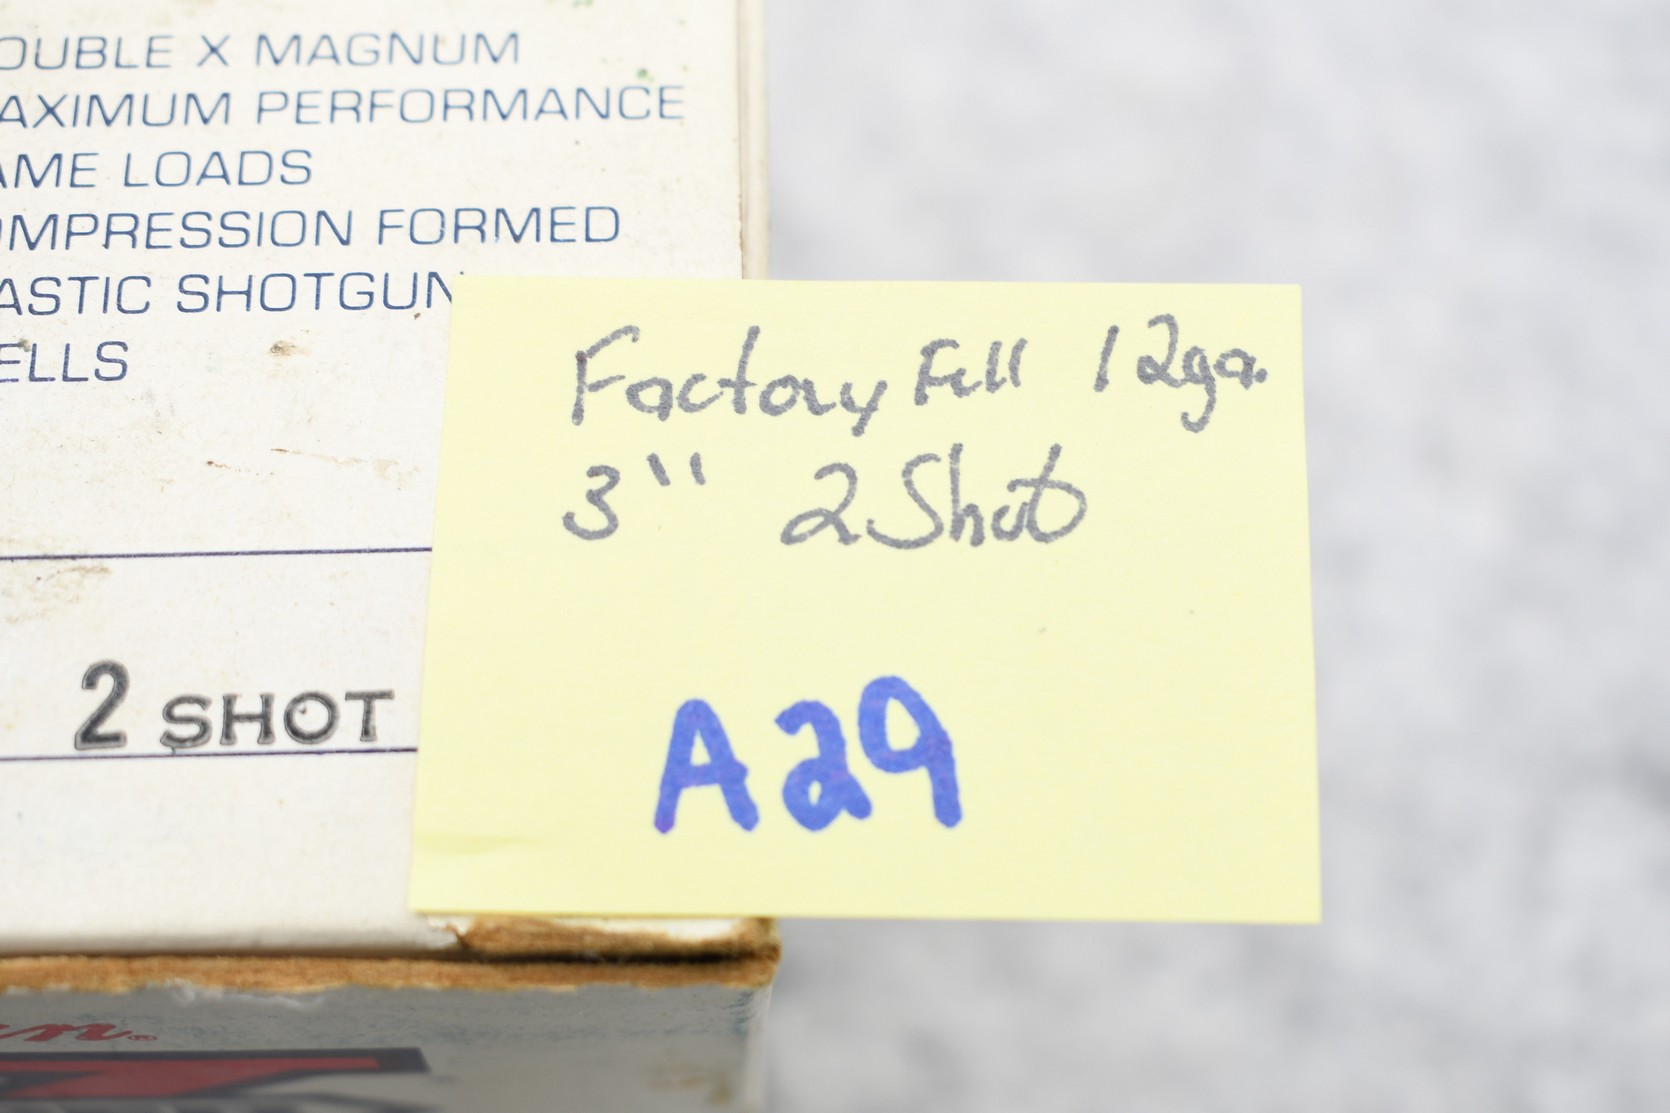 OUBLE X MAGNUM
AXIMUM PERFORMANCE
AME LOADS
OMPRESSION FORMED
ASTIC SHOTGUN
ELLS
2 SHOT
Factory Full 12ga.
3" 2 Shot
A29